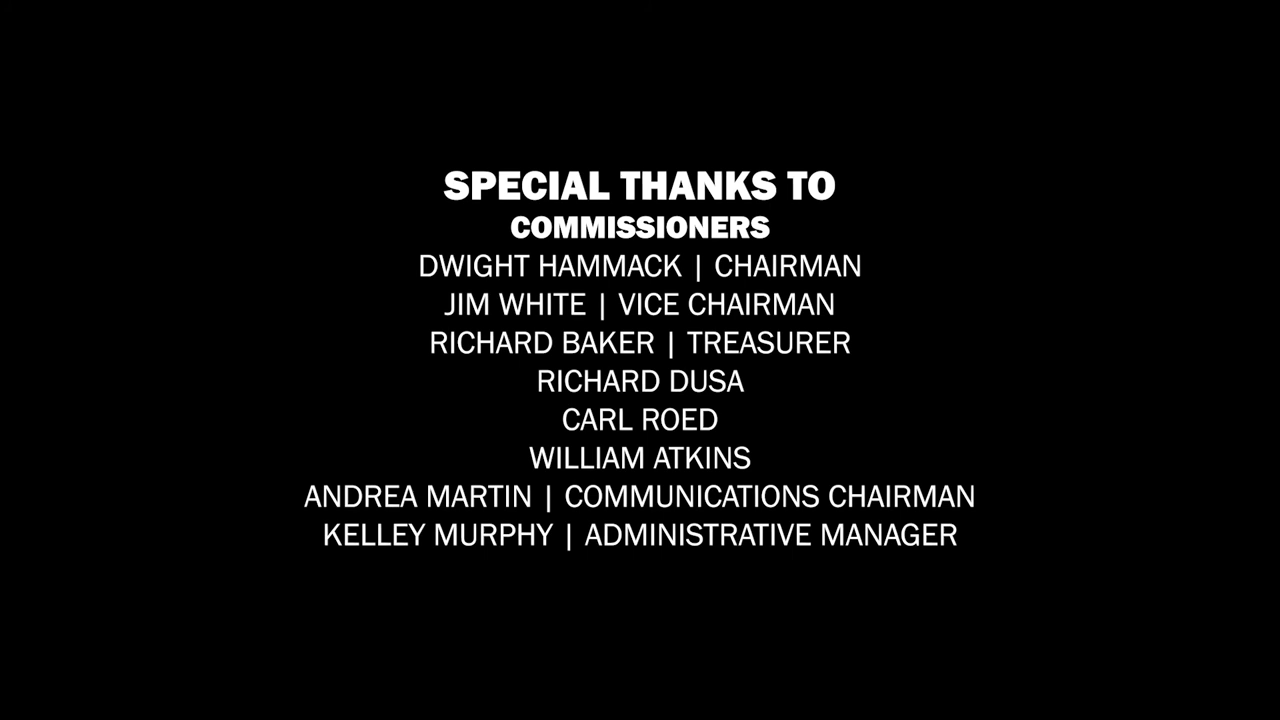 SPECIAL THANKS TO
COMMISSIONERS
DWIGHT HAMMACK | CHAIRMAN
JIM WHITE | VICE CHAIRMAN
RICHARD BAKER | TREASURER
RICHARD DUSA
CARL ROED
WILLIAM ATKINS
ANDREA MARTIN | COMMUNICATIONS CHAIRMAN
KELLEY MURPHY | ADMINISTRATIVE MANAGER